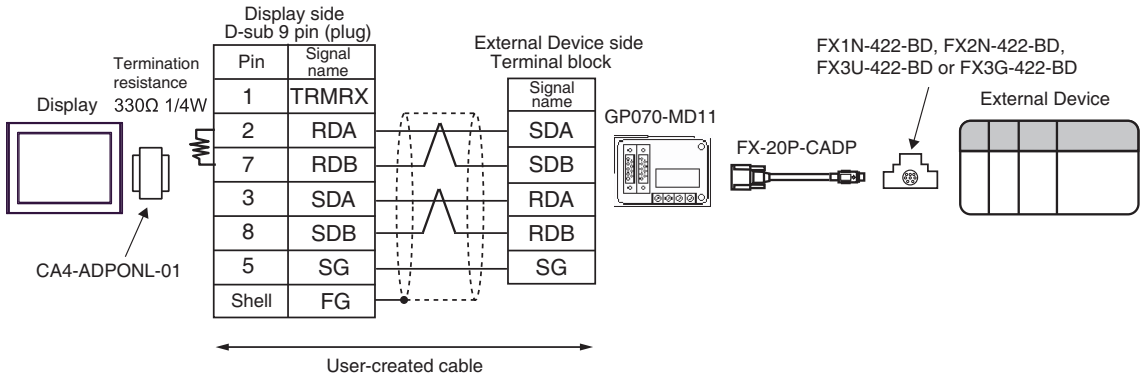 Display side
D-sub 9 pin (plug)
Pin Signal name
1 TRMRX
2 RDA
7 RDB
3 SDA
8 SDB
5 SG
Shell FG
External Device side
Terminal block
Signal name
SDA
SDB
RDA
RDB
SG
Termination
resistance
330Ω 1/4W
Display
CA4-ADPONL-01
GP070-MD11
FX-20P-CADP
FX1N-422-BD, FX2N-422-BD,
FX3U-422-BD or FX3G-422-BD
External Device
User-created cable